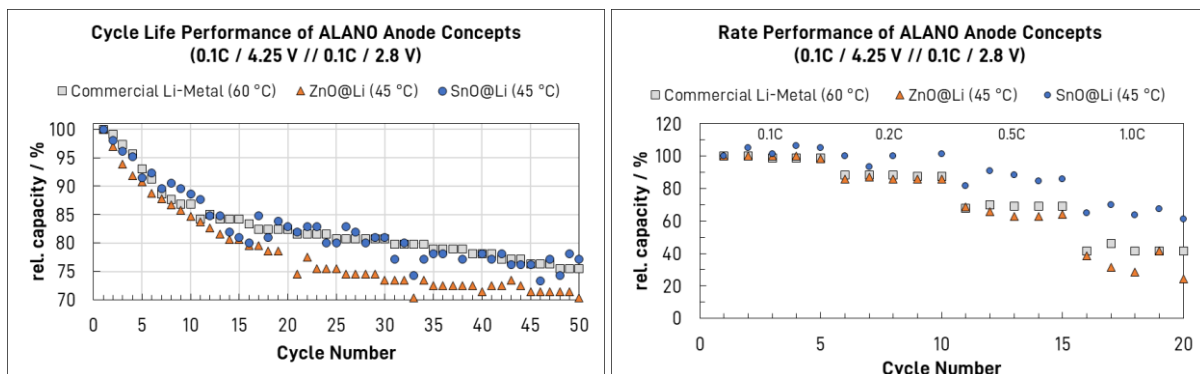 Cycle Life Performance of ALANO Anode Concepts
(0.1C / 4.25 V // 0.1C / 2.8 V)
Commercial Li-Metal (60 °C) ZnO@Li (45 °C) SnO@Li (45 °C)
rel. capacity / %
100
95
90
85
80
75
70
0 5 10 15 20 25 30 35 40 45 50
Cycle Number
Rate Performance of ALANO Anode Concepts
(0.1C / 4.25 V // 0.1C / 2.8 V)
Commercial Li-Metal (60 °C) ZnO@Li (45 °C) SnO@Li (45 °C)
0.1C 0.2C 0.5C 1.0C
rel. capacity / %
120
100
80
60
40
20
0
0 5 10 15 20
Cycle Number